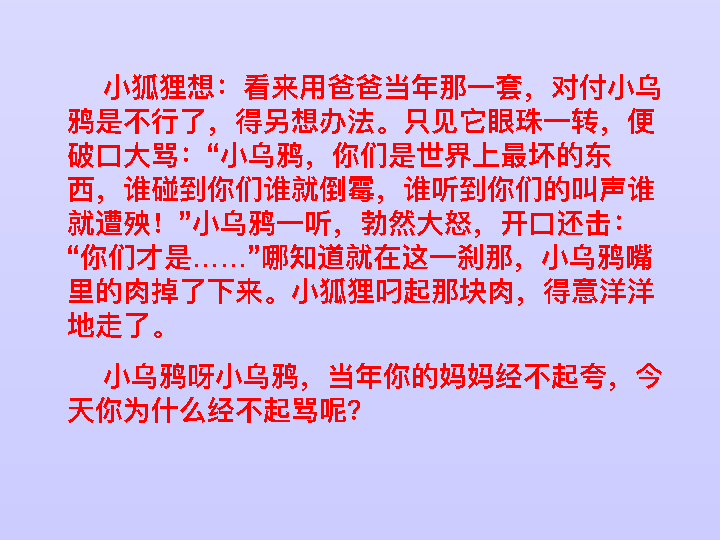 小狐狸想：看来用爸爸当年那一套，对付小乌
鸦是不行了，得另想办法。只见它眼珠一转，便
破口大骂：“小乌鸦，你们是世界上最坏的东
西，谁碰到你们谁就倒霉，谁听到你们的叫声谁
就遭殃！”小乌鸦一听，勃然大怒，开口还击：
“你们才是……”哪知道就在这一刹那，小乌鸦嘴
里的肉掉了下来。小狐狸叼起那块肉，得意洋洋
地走了。
小乌鸦呀小乌鸦，当年你的妈妈经不起夸，今
天你为什么经不起骂呢？